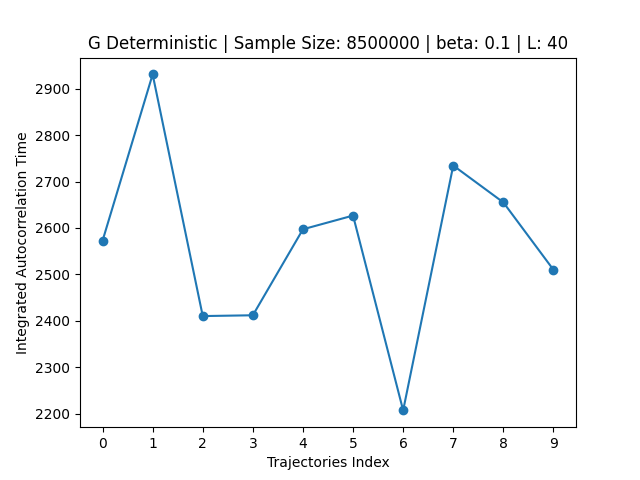 G Deterministic | Sample Size: 8500000 | beta: 0.1 | L: 40
Integrated Autocorrelation Time
2900
2800
2700
2600
2500
2400
2300
2200
0 1 2 3 4 5 6 7 8 9
Trajectories Index